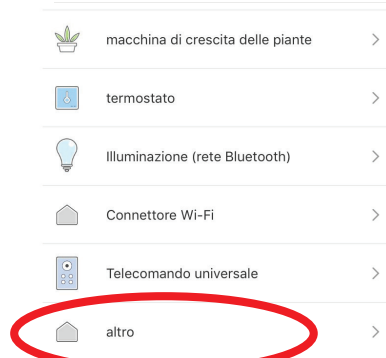 macchina di crescita delle piante
termostato
Illuminazione (rete Bluetooth)
Connettore Wi-Fi
Telecomando universale
altro